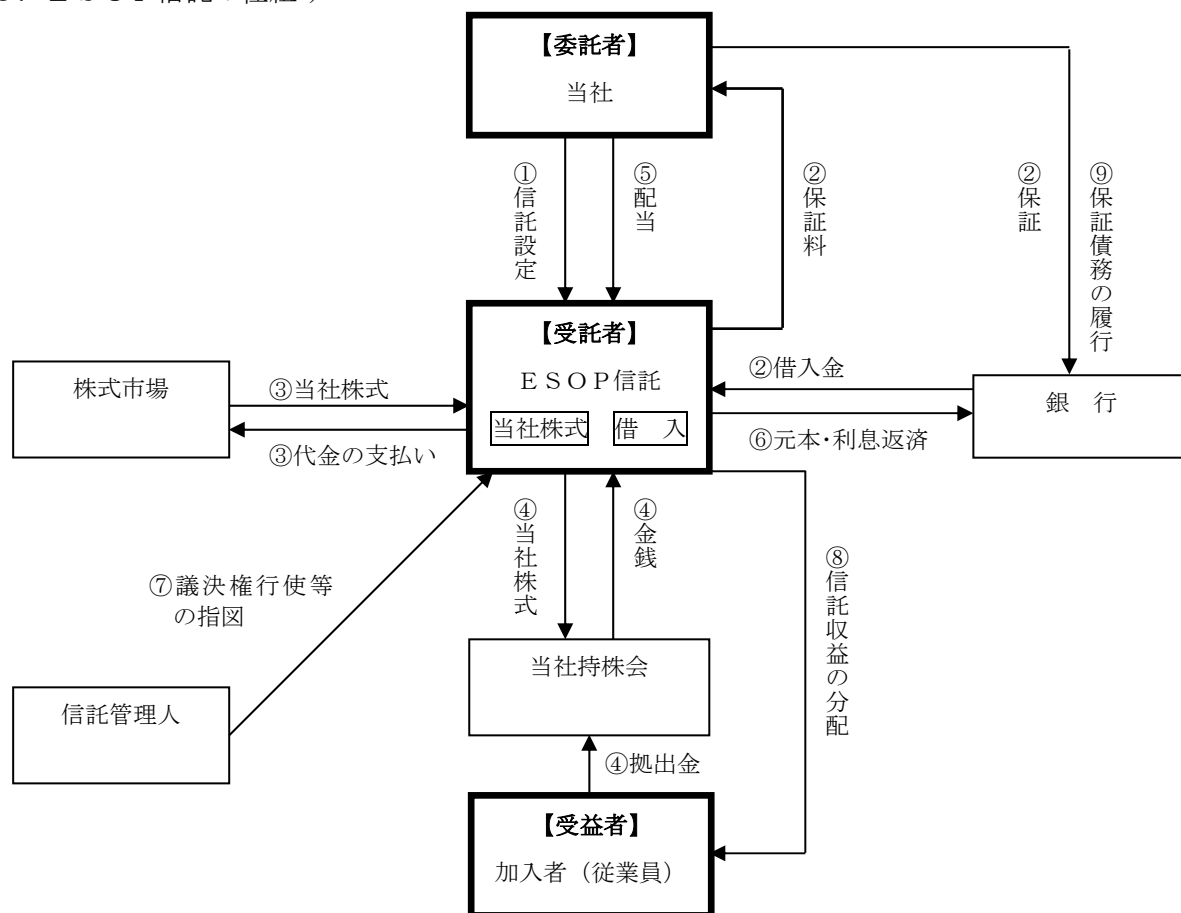 ESOP信託の
【委託者】
当社
①信託設定
⑤配当
②保証料
②保証
⑨保証債務の履行
【受託者】
ESOP信託
当社株式 借 入
株式市場
③当社株式
③代金の支払い
②借入金
⑥元本・利息返済
銀 行
④当社株式
④金銭
⑧信託収益の分配
⑦議決権行使等
の指図
当社持株会
信託管理人
④拠出金
【受益者】
加入者(従業員)